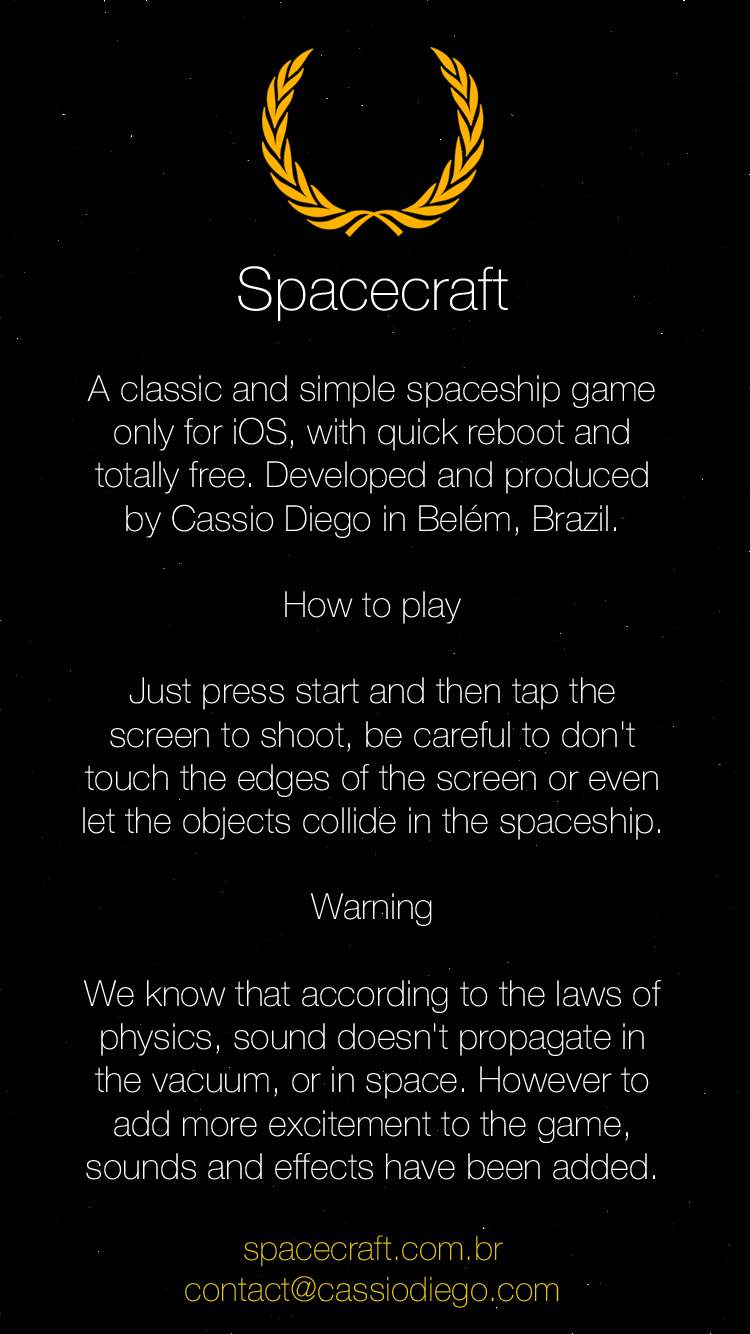 Spacecraft
A classic and simple spaceship game
only for iOS, with quick reboot and
totally free. Developed and produced
by Cassio Diego in Belém, Brazil.
How to play
Just press start and then tap the
screen to shoot, be careful to don't
touch the edges of the screen or even
let the objects collide in the spaceship.
Warning
We know that according to the laws of
physics, sound doesn't propagate in
the vacuum, or in space. However to
add more excitement to the game,
sounds and effects have been added.
spacecraft.com.br
contact@cassiodiego.com